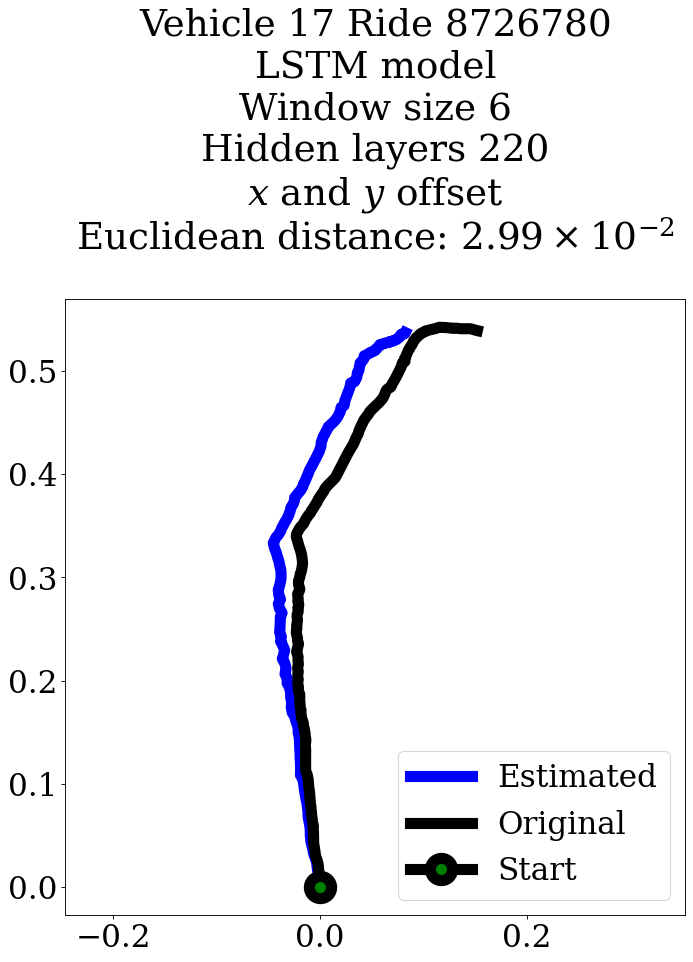 Vehicle 17 Ride 8726780
LSTM model
Window size 6
Hidden layers 220
x and y offset
Euclidean distance: 2.99 × 10⁻²
0.5
0.4
0.3
0.2
0.1
0.0
Estimated
Original
Start
−0.2 0.0 0.2